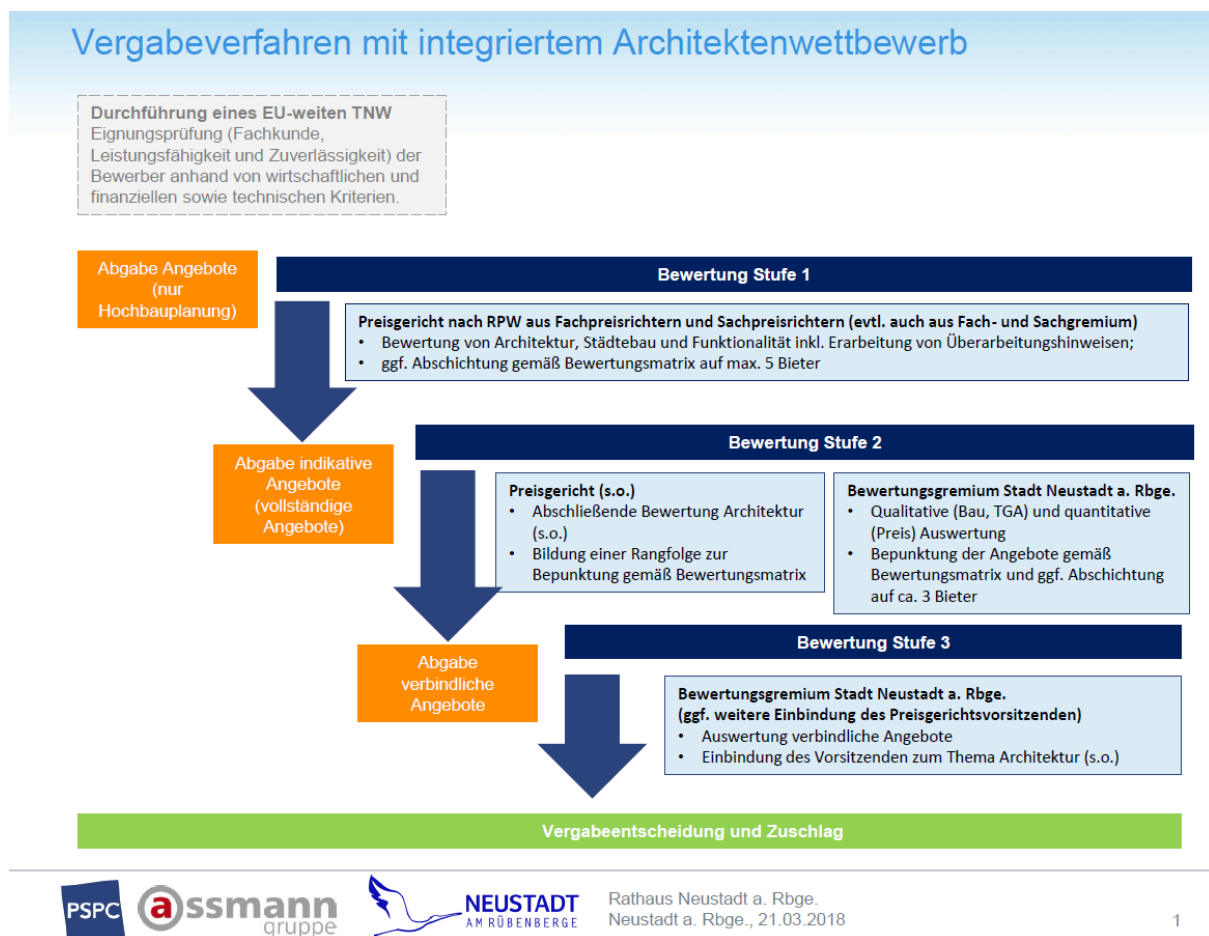 Vergabeverfahren mit integriertem Architektenwettbewerb
Durchführung eines EU-weiten TNW
Eignungsprüfung (Fachkunde,
Leistungsfähigkeit und Zuverlässigkeit) der
Bewerber anhand von wirtschaftlichen und
finanziellen sowie technischen Kriterien.
Abgabe Angebote
(nur
Hochbauplanung)
Bewertung Stufe 1
Preisgericht nach RPW aus Fachpreisrichtern und Sachpreisrichtern (evtl. auch aus Fach- und Sachgremium)
• Bewertung von Architektur, Städtebau und Funktionalität inkl. Erarbeitung von Überarbeitungshinweisen;
• ggf. Abschichtung gemäß Bewertungsmatrix auf max. 5 Bieter
Abgabe indikative
Angebote
(vollständige
Angebote)
Bewertung Stufe 2
Preisgericht (s.o.)
• Abschließende Bewertung Architektur
(s.o.)
• Bildung einer Rangfolge zur
Bepunktung gemäß Bewertungsmatrix
Bewertungsgremium Stadt Neustadt a. Rbge.
• Qualitative (Bau, TGA) und quantitative
(Preis) Auswertung
• Bepunktung der Angebote gemäß
Bewertungsmatrix und ggf. Abschichtung
auf ca. 3 Bieter
Abgabe
verbindliche
Angebote
Bewertung Stufe 3
Bewertungsgremium Stadt Neustadt a. Rbge.
(ggf. weitere Einbindung des Preisgerichtsvorsitzenden)
• Auswertung verbindliche Angebote
• Einbindung des Vorsitzenden zum Thema Architektur (s.o.)
Vergabeentscheidung und Zuschlag
PSPC
assmann
gruppe
NEUSTADT
AM RÜBENBERGE
Rathaus Neustadt a. Rbge.
Neustadt a. Rbge., 21.03.2018
1